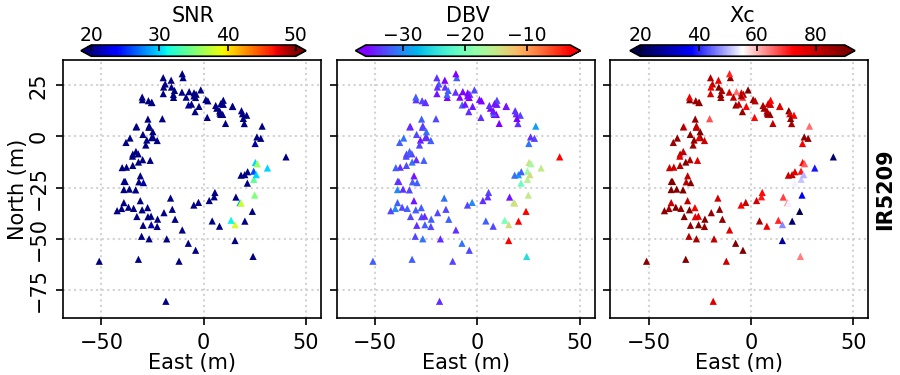 SNR DBV Xc
20 30 40 50 −30 −20 −10 20 40 60 80
25
0
−25
−50
−75
North (m)
−50 0 50 −50 0 50 −50 0 50
East (m) East (m) East (m)
IR5209